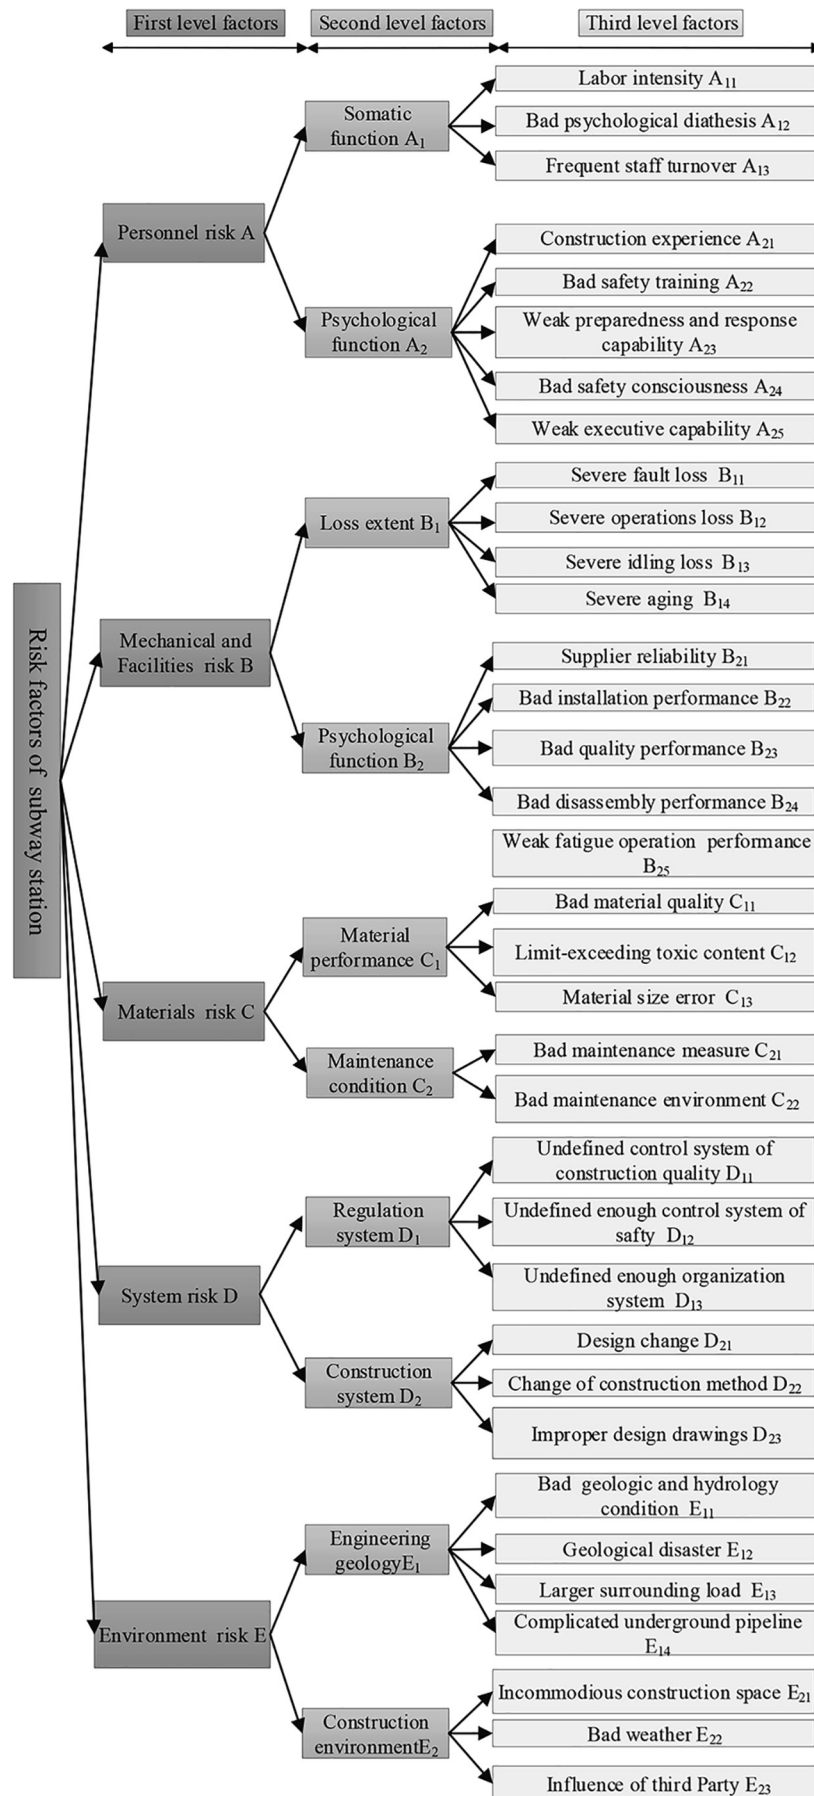 First level factors
Second level factors
Third level factors
Risk factors of subway station
Personnel risk A
Somatic
function A₁
Labor intensity A₁₁
Bad psychological diathesis A₁₂
Frequent staff turnover A₁₃
Psychological
function A₂
Construction experience A₂₁
Bad safety training A₂₂
Weak preparedness and response
capability A₂₃
Bad safety consciousness A₂₄
Weak executive capability A₂₅
Mechanical and
Facilities risk B
Loss extent B₁
Severe fault loss B₁₁
Severe operations loss B₁₂
Severe idling loss B₁₃
Severe aging B₁₄
Psychological
function B₂
Supplier reliability B₂₁
Bad installation performance B₂₂
Bad quality performance B₂₃
Bad disassembly performance B₂₄
Weak fatigue operation performance
B₂₅
Materials risk C
Material
performance C₁
Bad material quality C₁₁
Limit-exceeding toxic content C₁₂
Material size error C₁₃
Maintenance
condition C₂
Bad maintenance measure C₂₁
Bad maintenance environment C₂₂
System risk D
Regulation
system D₁
Undefined control system of
construction quality D₁₁
Undefined enough control system of
safty D₁₂
Undefined enough organization
system D₁₃
Construction
system D₂
Design change D₂₁
Change of construction method D₂₂
Improper design drawings D₂₃
Environment risk E
Engineering
geologyE₁
Bad geologic and hydrology
condition E₁₁
Geological disaster E₁₂
Larger surrounding load E₁₃
Complicated underground pipeline
E₁₄
Construction
environmentE₂
Incommodious construction space E₂₁
Bad weather E₂₂
Influence of third Party E₂₃